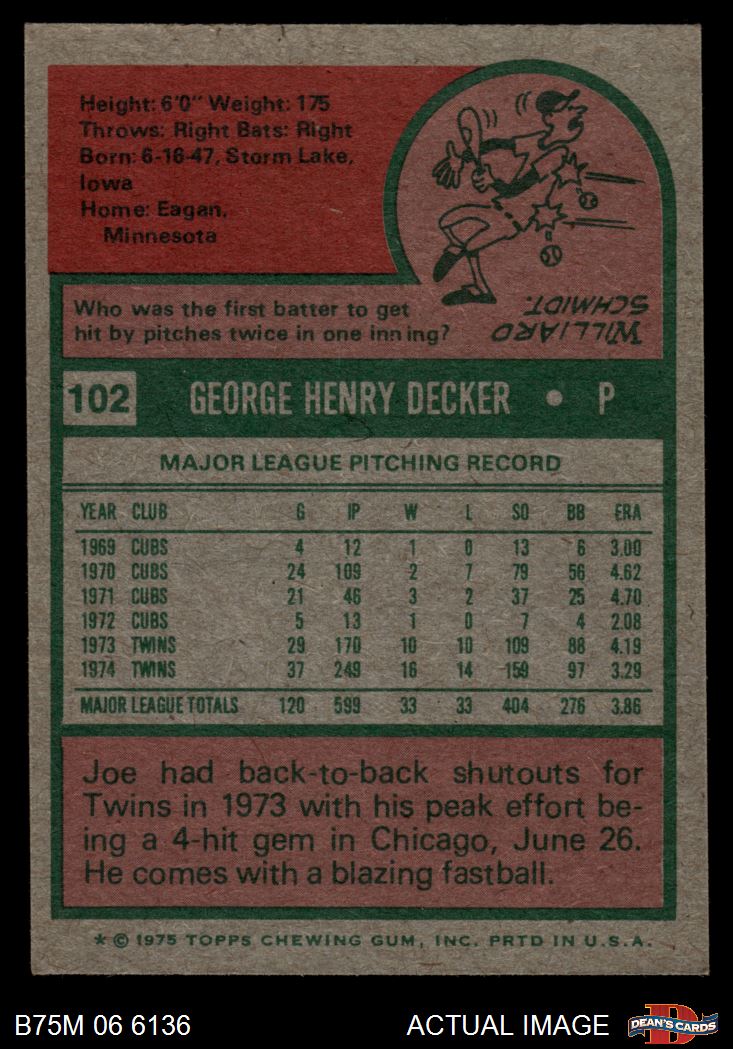 Height: 6'0" Weight: 175
Throws: Right Bats: Right
Born: 6-16-47, Storm Lake,
Iowa
Home: Eagan,
Minnesota
Who was the first batter to get
hit by pitches twice in one inning?
WILLIARD
SCHMIDT.
102 GEORGE HENRY DECKER • P
MAJOR LEAGUE PITCHING RECORD
YEAR CLUB G IP W L SO BB ERA
1969 CUBS 4 12 1 0 13 6 3.00
1970 CUBS 24 109 2 7 79 56 4.62
1971 CUBS 21 46 3 2 37 25 4.70
1972 CUBS 5 13 1 0 7 4 2.08
1973 TWINS 29 170 10 10 109 88 4.19
1974 TWINS 37 249 16 14 159 97 3.29
MAJOR LEAGUE TOTALS 120 599 33 33 404 276 3.86
Joe had back-to-back shutouts for
Twins in 1973 with his peak effort be-
ing a 4-hit gem in Chicago, June 26.
He comes with a blazing fastball.
* © 1975 TOPPS CHEWING GUM, INC. PRTD IN U.S.A.
B75M 06 6136 ACTUAL IMAGE
DEAN'S CARDS